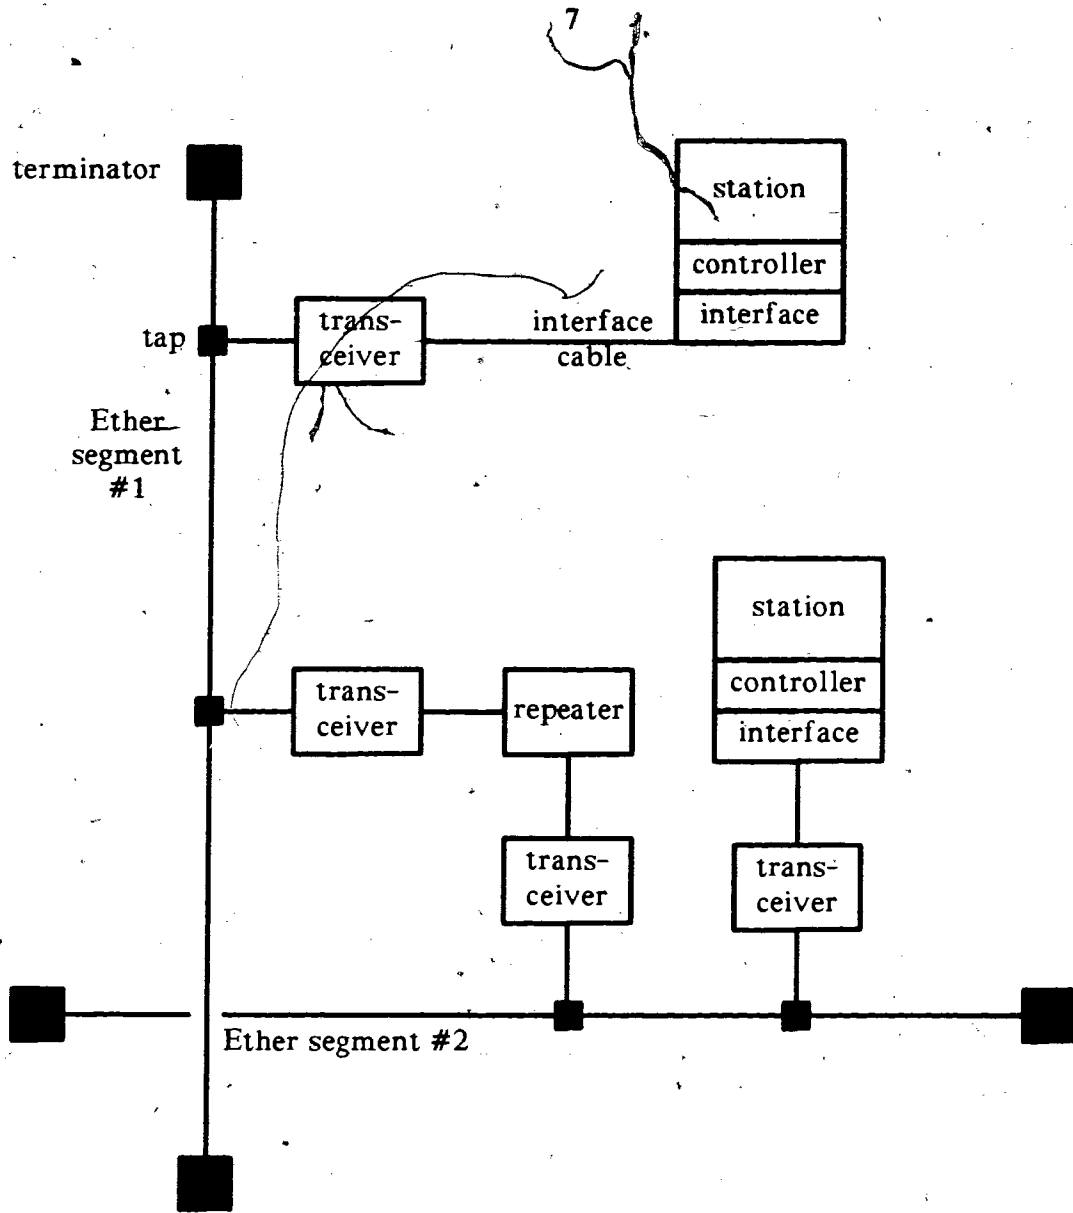 7
terminator
station
controller
interface
tap
trans-
ceiver
interface
cable
Ether
segment
#1
station
controller
interface
trans-
ceiver
repeater
trans-
ceiver
trans-
ceiver
Ether segment #2